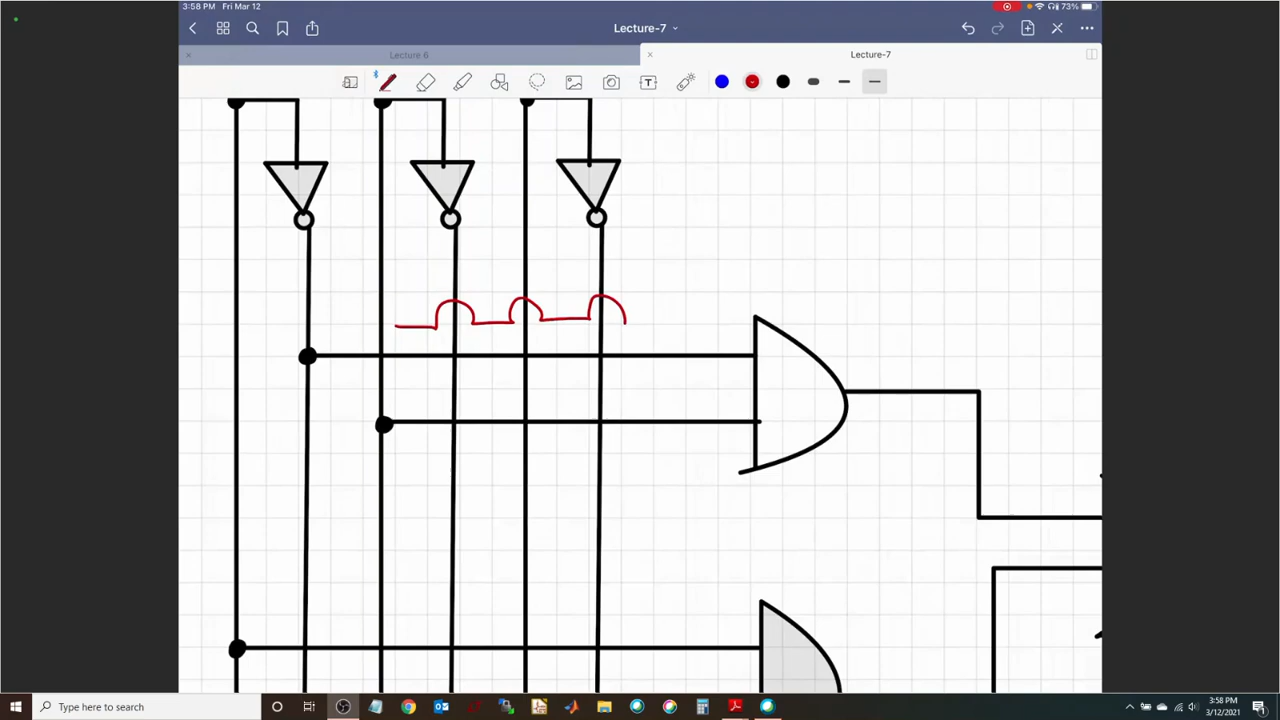 3:58 PM Fri Mar 12
73%
Lecture-7
Lecture 6
Lecture-7
Type here to search
3:58 PM
3/12/2021